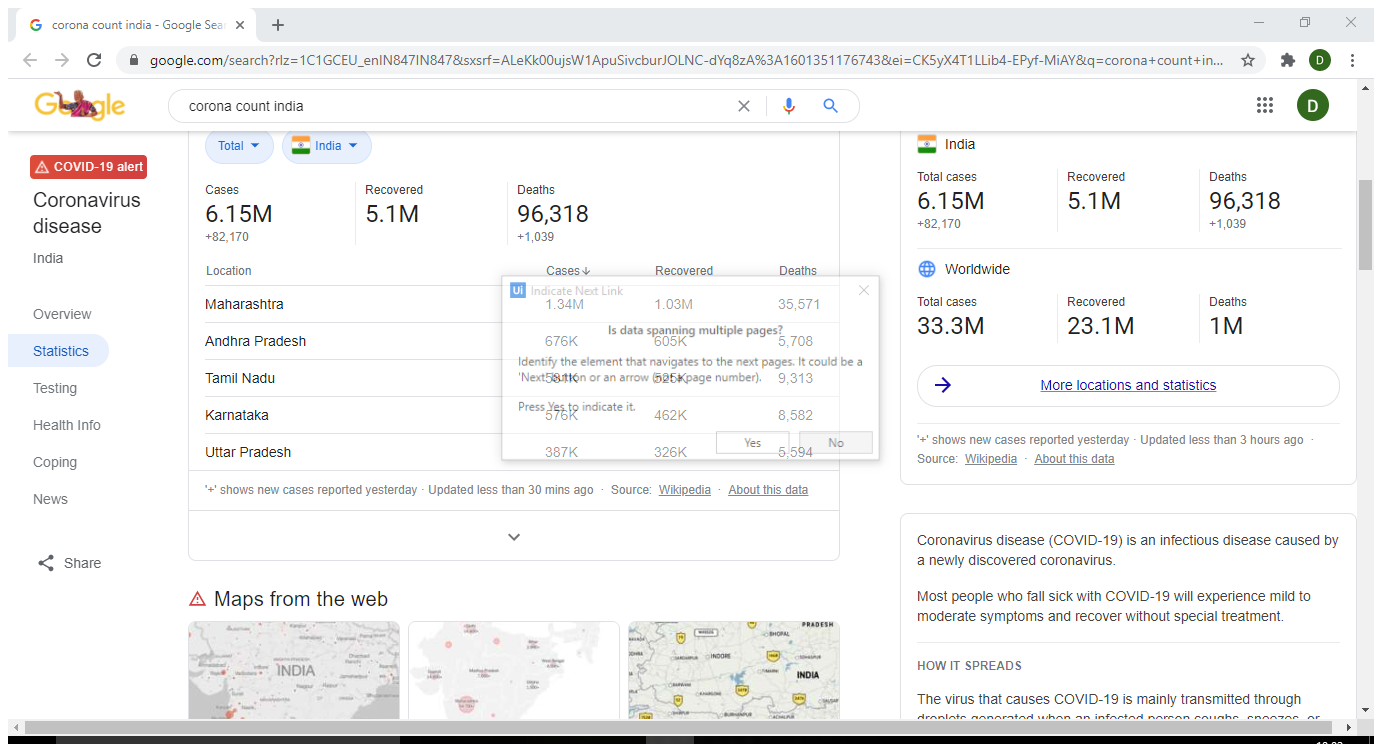 corona count india - Google Sear
google.com/search?rlz=1C1GCEU_enIN847IN847&sxsrf=ALeKk00ujsW1ApuSivcburJOLNC-dYq8zA%3A1601351176743&ei=CK5yX4T1LLib4-EPyf-MiAY&q=corona+count+in...
D
Google
corona count india
D
COVID-19 alert
Coronavirus
disease
India
Overview
Statistics
Testing
Health Info
Coping
News
Share
Total
India
Cases Recovered Deaths
6.15M 5.1M 96,318
+82,170 +1,039
Location Cases Recovered Deaths
Maharashtra 1.34M 1.03M 35,571
Andhra Pradesh 676K 605K 5,708
Tamil Nadu 581K 525K 9,313
Karnataka 576K 462K 8,582
Uttar Pradesh 387K 326K 5,594
'+' shows new cases reported yesterday · Updated less than 30 mins ago · Source: Wikipedia · About this data
Ui Indicate Next Link
Is data spanning multiple pages?
Identify the element that navigates to the next pages. It could be a
'Next' button or an arrow (not a page number).
Press Yes to indicate it.
Yes No
Maps from the web
INDIA
BHOPAL
INDORE
PRADESH
INDIA
India
Total cases Recovered Deaths
6.15M 5.1M 96,318
+82,170 +1,039
Worldwide
Total cases Recovered Deaths
33.3M 23.1M 1M
More locations and statistics
'+' shows new cases reported yesterday · Updated less than 3 hours ago ·
Source: Wikipedia · About this data
Coronavirus disease (COVID-19) is an infectious disease caused by
a newly discovered coronavirus.
Most people who fall sick with COVID-19 will experience mild to
moderate symptoms and recover without special treatment.
HOW IT SPREADS
The virus that causes COVID-19 is mainly transmitted through
droplets generated when an infected person coughs, sneezes, or